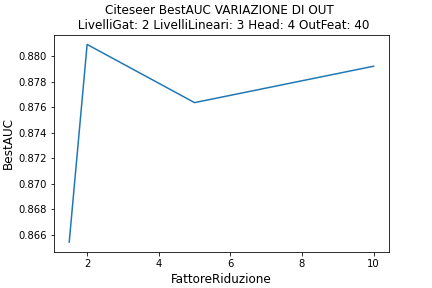 Citeseer BestAUC VARIAZIONE DI OUT
LivelliGat: 2 LivelliLineari: 3 Head: 4 OutFeat: 40
0.880
0.878
0.876
0.874
0.872
0.870
0.868
0.866
BestAUC
2 4 6 8 10
FattoreRiduzione